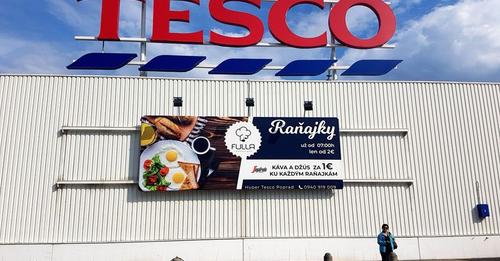 TESCO
FULLA
Raňajky
už od 07:00h
len od 2€
KÁVA A DŽÚS ZA 1€
KU KAŽDÝM RAŇAJKÁM
Hyper Tesco Poprad
0940 919 009